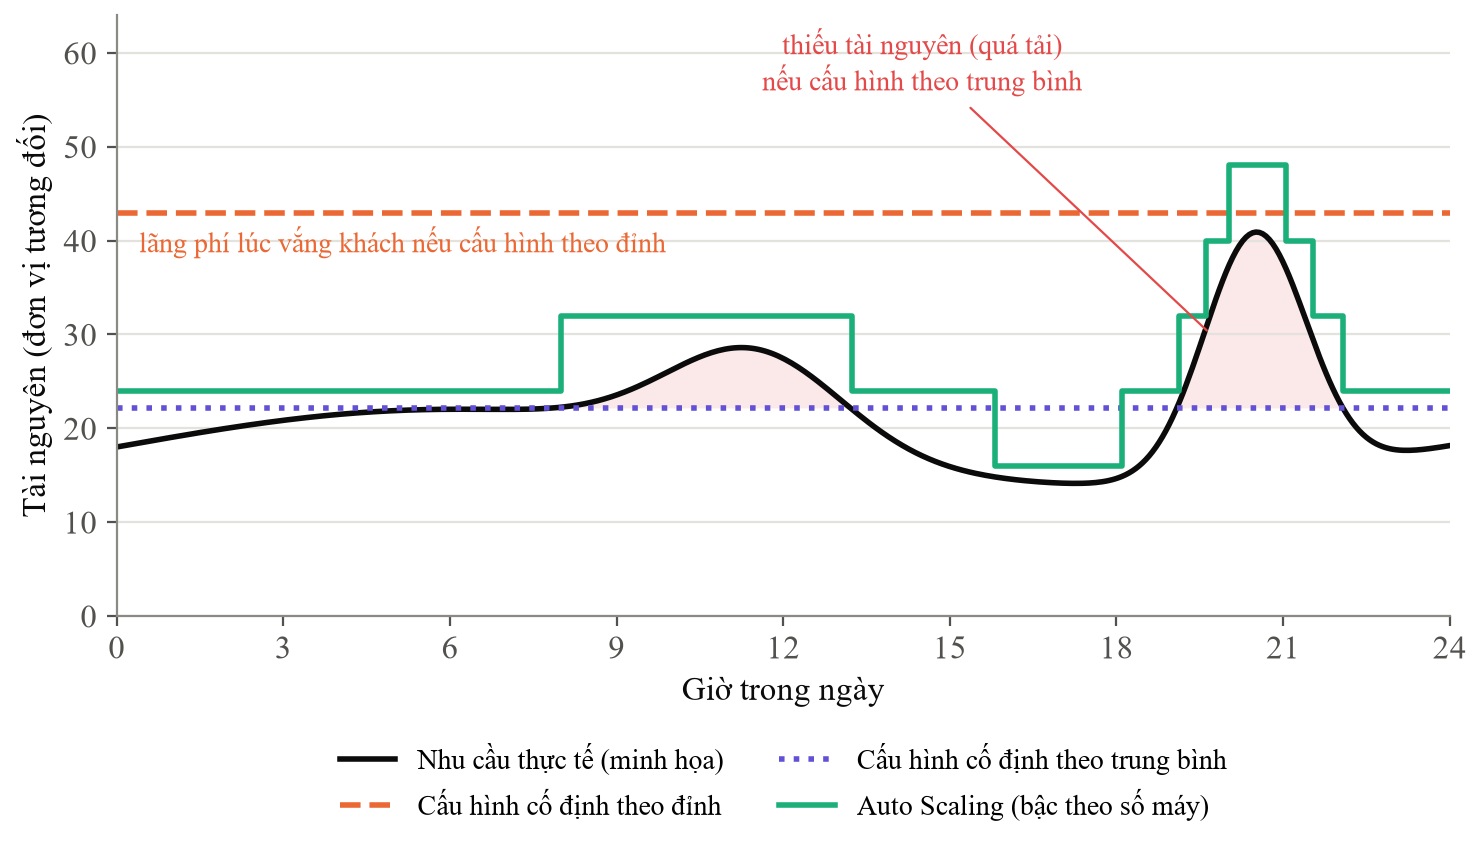 thiếu tài nguyên (quá tải)
nếu cấu hình theo trung bình
lãng phí lúc vắng khách nếu cấu hình theo đỉnh
Tài nguyên (đơn vị tương đối)
60
50
40
30
20
10
0
0 3 6 9 12 15 18 21 24
Giờ trong ngày
Nhu cầu thực tế (minh họa)
Cấu hình cố định theo đỉnh
Cấu hình cố định theo trung bình
Auto Scaling (bậc theo số máy)